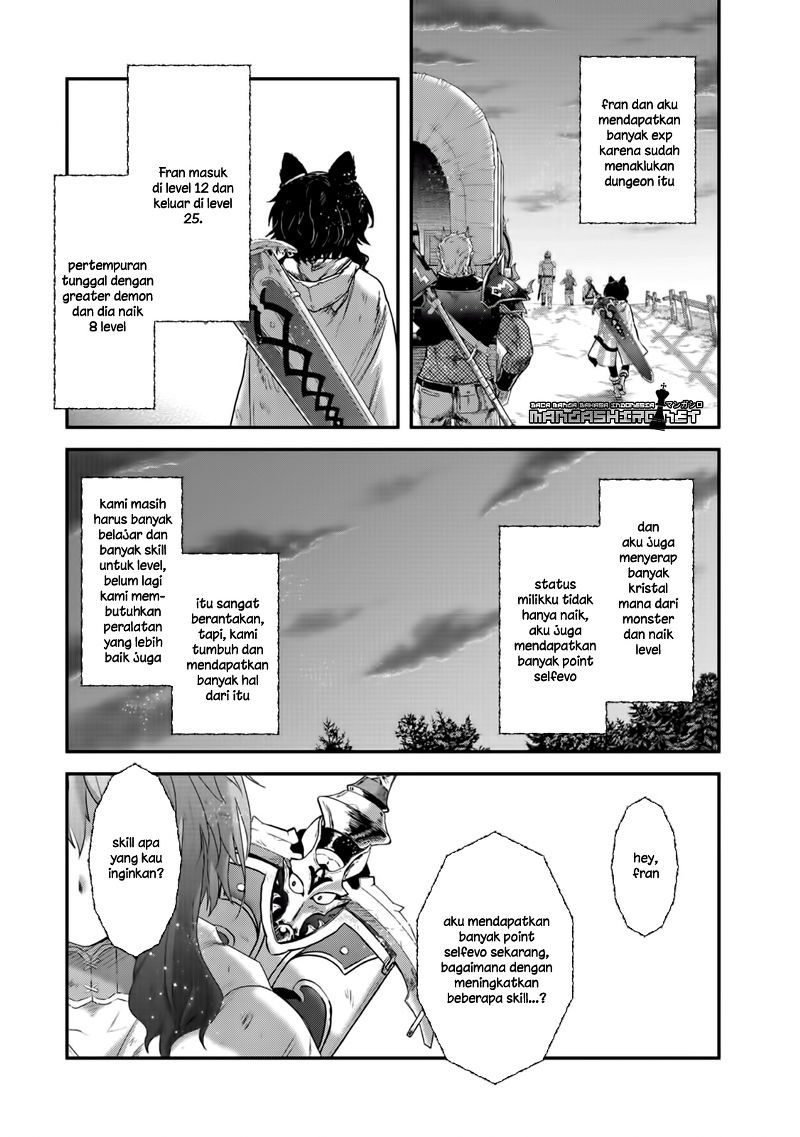 fran dan aku
mendapatkan
banyak exp
karena sudah
menaklukan
dungeon itu
Fran masuk
di level 12 dan
keluar di level
25.
pertempuran
tunggal dengan
greater demon
dan dia naik
8 level
BACA MANGA BAHASA INDONESIA マンガシロ
MANGASHIRO.NET
dan
aku juga
menyerap
banyak
kristal
mana dari
monster
dan naik
level
status
milikku tidak
hanya naik,
aku juga
mendapatkan
banyak point
selfevo
itu sangat
berantakan,
tapi, kami
tumbuh dan
mendapatkan
banyak hal
dari itu
kami masih
harus banyak
belajar dan
banyak skill
untuk level,
belum lagi
kami mem-
butuhkan
peralatan
yang lebih
baik juga
hey,
fran
aku mendapatkan
banyak point
selfevo sekarang,
bagaimana dengan
meningkatkan
beberapa skill...?
skill apa
yang kau
inginkan?